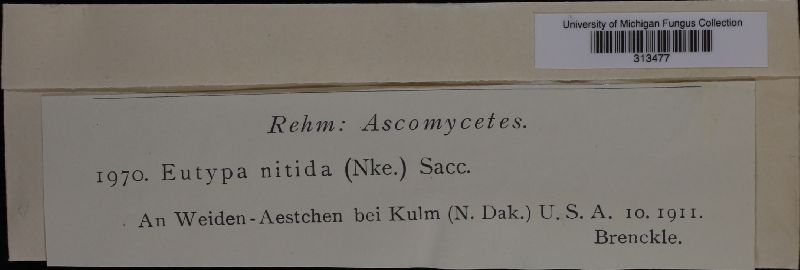 University of Michigan Fungus Collection
313477
Rehm: Ascomycetes.
1970. Eutypa nitida (Nke.) Sacc.
An Weiden-Aestchen bei Kulm (N. Dak.) U. S. A. 10. 1911.
Brenckle.